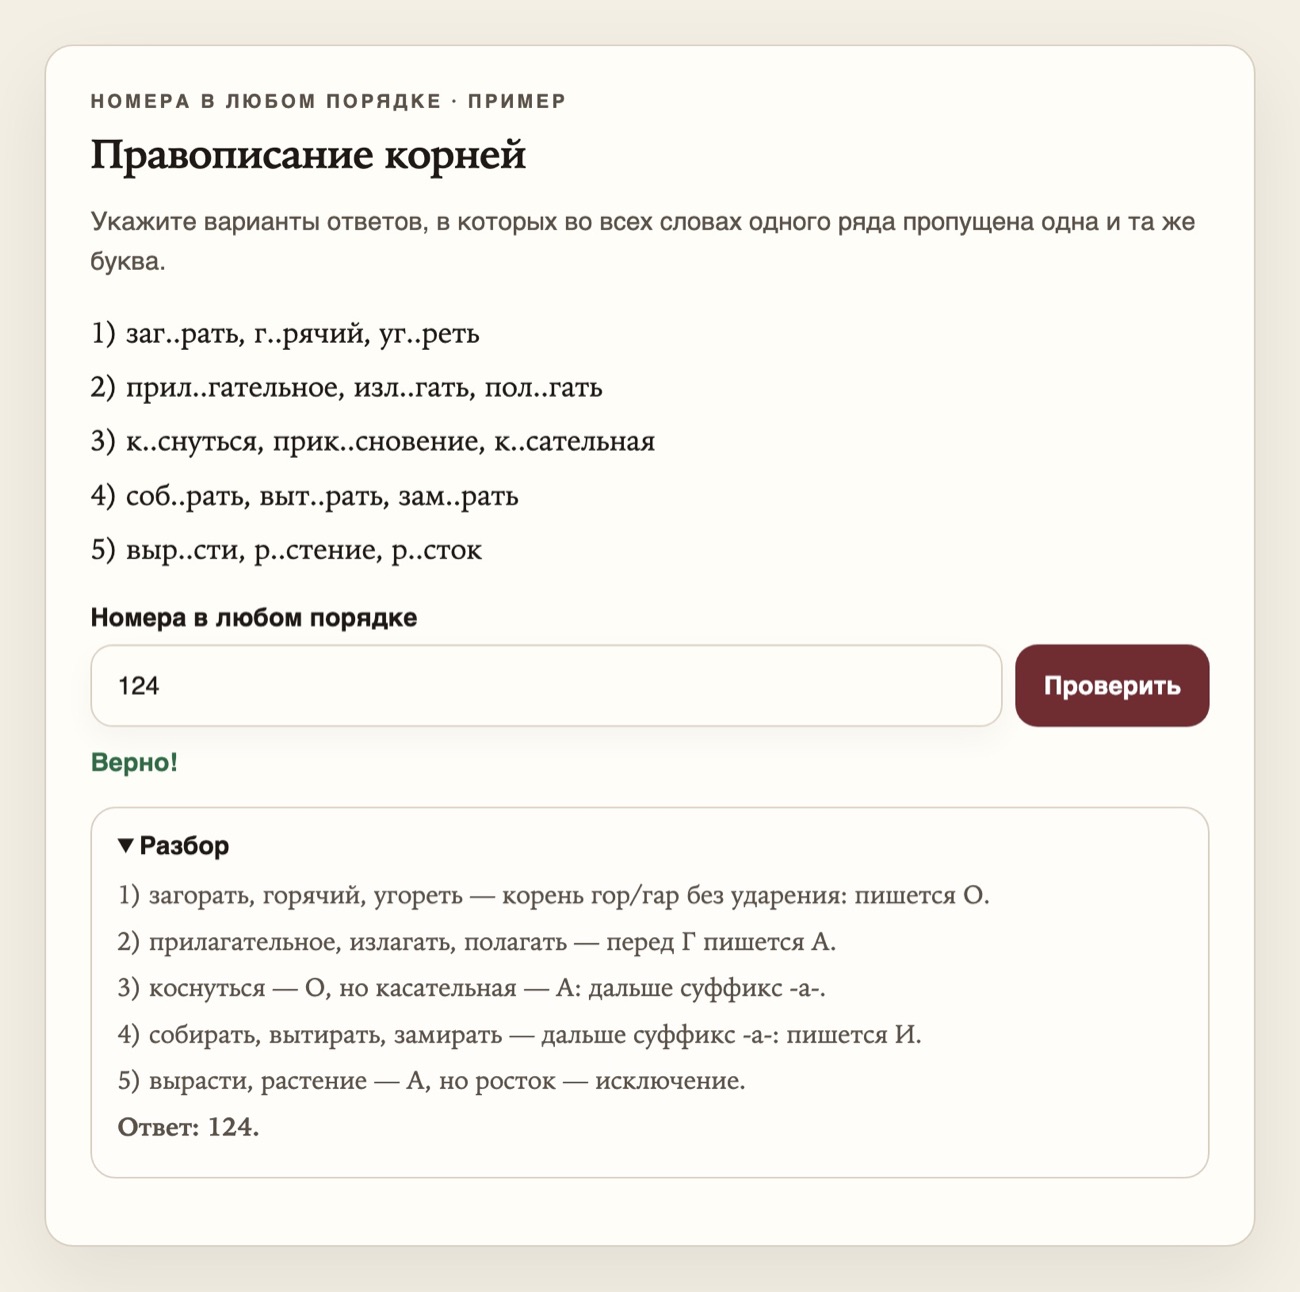 НОМЕРА В ЛЮБОМ ПОРЯДКЕ · ПРИМЕР
Правописание корней
Укажите варианты ответов, в которых во всех словах одного ряда пропущена одна и та же
буква.
1) заг..рать, г..рячий, уг..реть
2) прил..гательное, изл..гать, пол..гать
3) к..снуться, прик..сновение, к..сательная
4) соб..рать, выт..рать, зам..рать
5) выр..сти, р..стение, р..сток
Номера в любом порядке
124
Проверить
Верно!
▼ Разбор
1) загорать, горячий, угореть — корень гор/гар без ударения: пишется О.
2) прилагательное, излагать, полагать — перед Г пишется А.
3) коснуться — О, но касательная — А: дальше суффикс -а-.
4) собирать, вытирать, замирать — дальше суффикс -а-: пишется И.
5) вырасти, растение — А, но росток — исключение.
Ответ: 124.